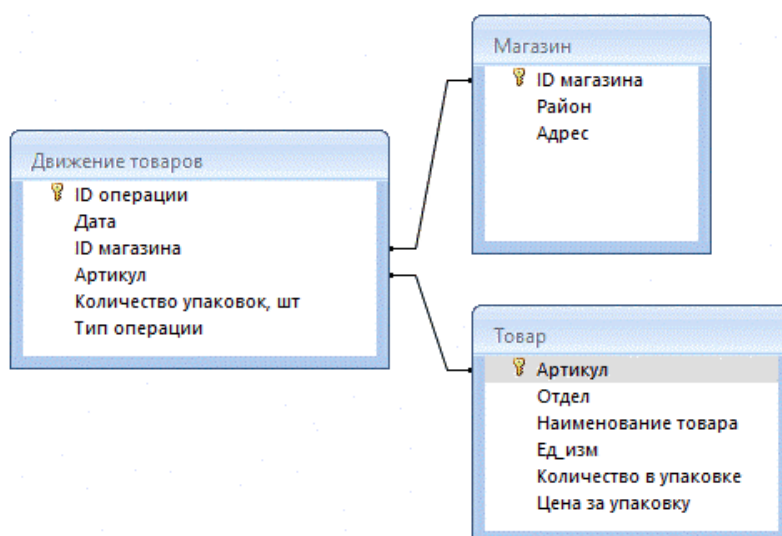 Движение товаров
ID операции
Дата
ID магазина
Артикул
Количество упаковок, шт
Тип операции
Магазин
ID магазина
Район
Адрес
Товар
Артикул
Отдел
Наименование товара
Ед_изм
Количество в упаковке
Цена за упаковку